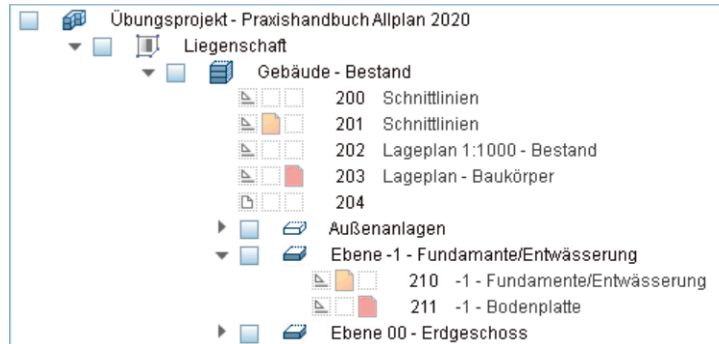 Übungsprojekt - Praxishandbuch Allplan 2020
Liegenschaft
Gebäude - Bestand
200 Schnittlinien
201 Schnittlinien
202 Lageplan 1:1000 - Bestand
203 Lageplan - Baukörper
204
Außenanlagen
Ebene -1 - Fundamante/Entwässerung
210 -1 - Fundamente/Entwässerung
211 -1 - Bodenplatte
Ebene 00 - Erdgeschoss